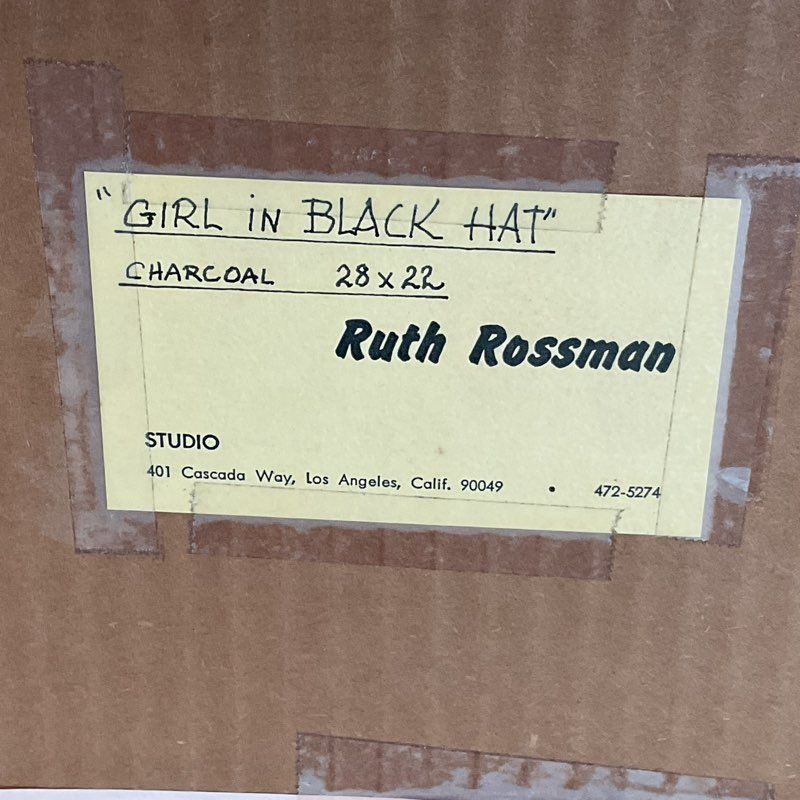 "GIRL iN BLACK HAT"
CHARCOAL 28 x 22
Ruth Rossman
STUDIO
401 Cascada Way, Los Angeles, Calif. 90049 • 472-5274